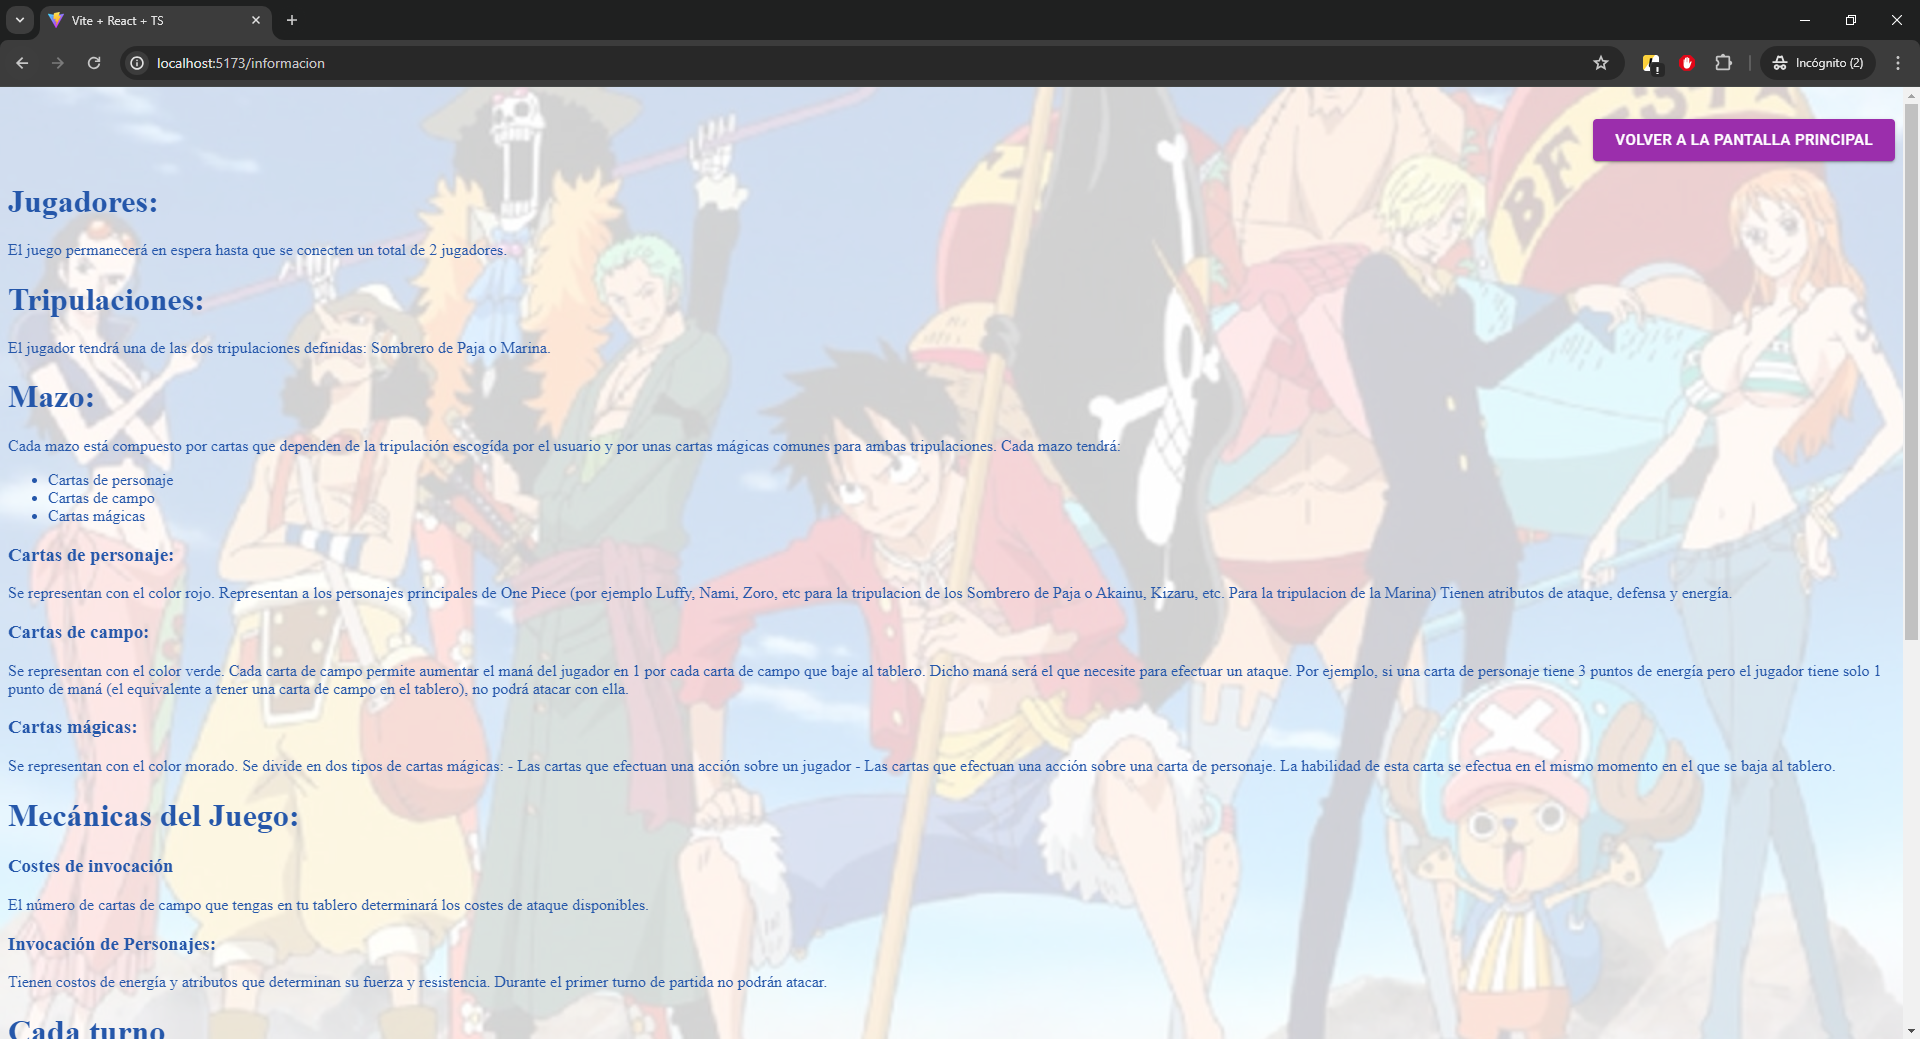 Vite + React + TS
localhost:5173/informacion
Incógnito (2)
VOLVER A LA PANTALLA PRINCIPAL
BF-37
Jugadores:
El juego permanecerá en espera hasta que se conecten un total de 2 jugadores.
Tripulaciones:
El jugador tendrá una de las dos tripulaciones definidas: Sombrero de Paja o Marina.
Mazo:
Cada mazo está compuesto por cartas que dependen de la tripulación escogída por el usuario y por unas cartas mágicas comunes para ambas tripulaciones. Cada mazo tendrá:
• Cartas de personaje
• Cartas de campo
• Cartas mágicas
Cartas de personaje:
Se representan con el color rojo. Representan a los personajes principales de One Piece (por ejemplo Luffy, Nami, Zoro, etc para la tripulacion de los Sombrero de Paja o Akainu, Kizaru, etc. Para la tripulacion de la Marina) Tienen atributos de ataque, defensa y energía.
Cartas de campo:
Se representan con el color verde. Cada carta de campo permite aumentar el maná del jugador en 1 por cada carta de campo que baje al tablero. Dicho maná será el que necesite para efectuar un ataque. Por ejemplo, si una carta de personaje tiene 3 puntos de energía pero el jugador tiene solo 1
punto de maná (el equivalente a tener una carta de campo en el tablero), no podrá atacar con ella.
Cartas mágicas:
Se representan con el color morado. Se divide en dos tipos de cartas mágicas: - Las cartas que efectuan una acción sobre un jugador - Las cartas que efectuan una acción sobre una carta de personaje. La habilidad de esta carta se efectua en el mismo momento en el que se baja al tablero.
Mecánicas del Juego:
Costes de invocación
El número de cartas de campo que tengas en tu tablero determinará los costes de ataque disponibles.
Invocación de Personajes:
Tienen costos de energía y atributos que determinan su fuerza y resistencia. Durante el primer turno de partida no podrán atacar.
Cada turno